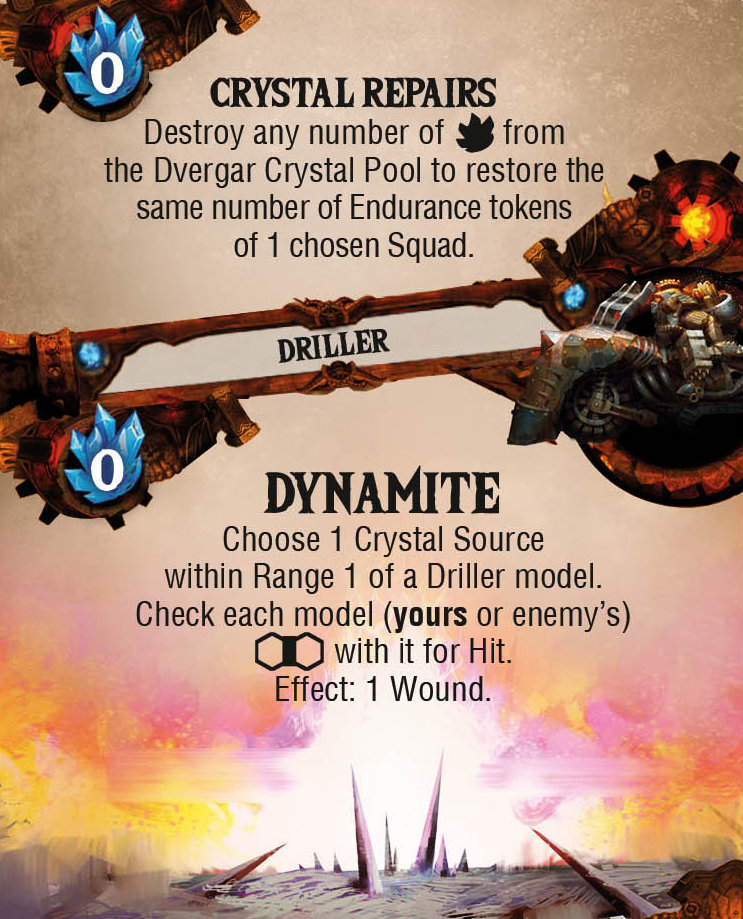 0
CRYSTAL REPAIRS
Destroy any number of from
the Dvergar Crystal Pool to restore the
same number of Endurance tokens
of 1 chosen Squad.
DRILLER
0
DYNAMITE
Choose 1 Crystal Source
within Range 1 of a Driller model.
Check each model (yours or enemy’s)
with it for Hit.
Effect: 1 Wound.